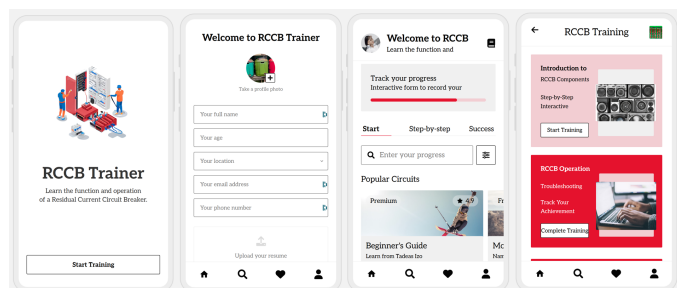 RCCB Trainer
Learn the function and operation
of a Residual Current Circuit Breaker.
Start Training
Welcome to RCCB Trainer
Take a profile photo
Your full name
Your age
Your location
Your email address
Your phone number
Upload your resume
Welcome to RCCB
Learn the function and
Track your progress
Interactive form to record your
Start
Step-by-step
Success
Enter your progress
Popular Circuits
Premium
4.9
Fr
Beginner's Guide
Learn from Tadeas Izo
Mc
Nam
RCCB Training
Introduction to
RCCB Components
Step-by-Step
Interactive
Start Training
RCCB Operation
Troubleshooting
Track Your
Achievement
Complete Training